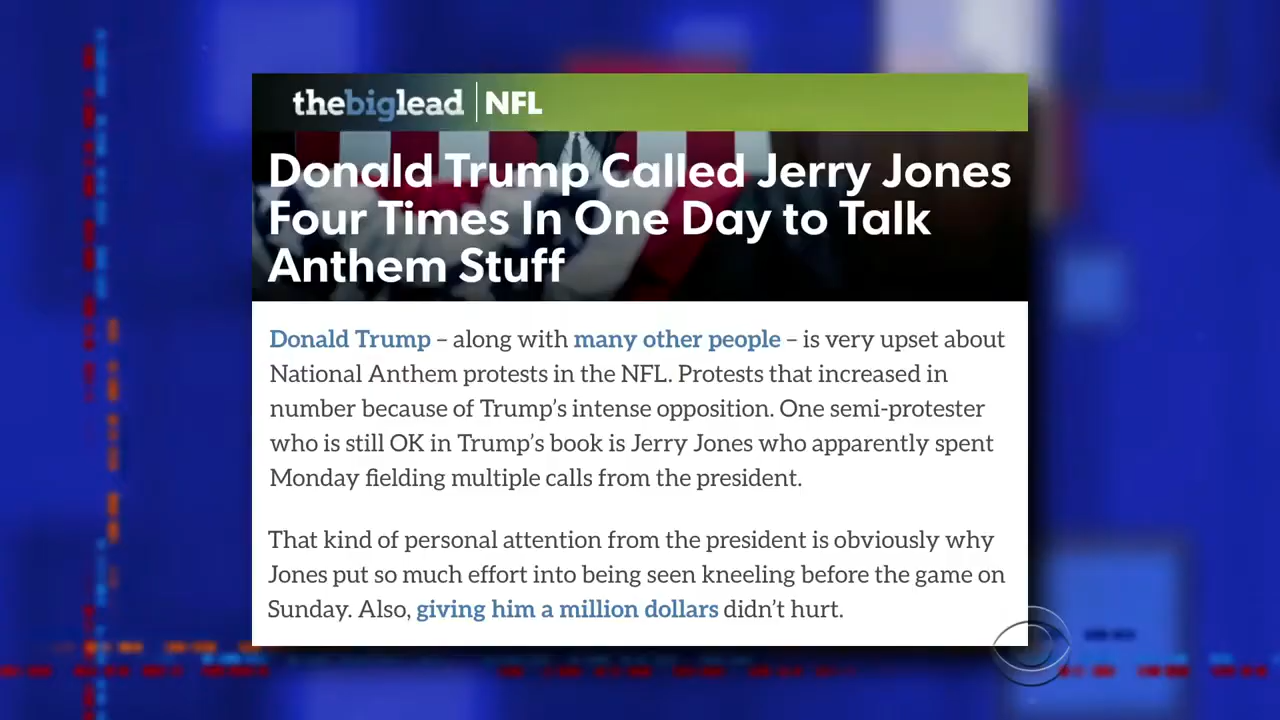 thebiglead | NFL
Donald Trump Called Jerry Jones
Four Times In One Day to Talk
Anthem Stuff
Donald Trump – along with many other people – is very upset about
National Anthem protests in the NFL. Protests that increased in
number because of Trump’s intense opposition. One semi-protester
who is still OK in Trump’s book is Jerry Jones who apparently spent
Monday fielding multiple calls from the president.
That kind of personal attention from the president is obviously why
Jones put so much effort into being seen kneeling before the game on
Sunday. Also, giving him a million dollars didn’t hurt.